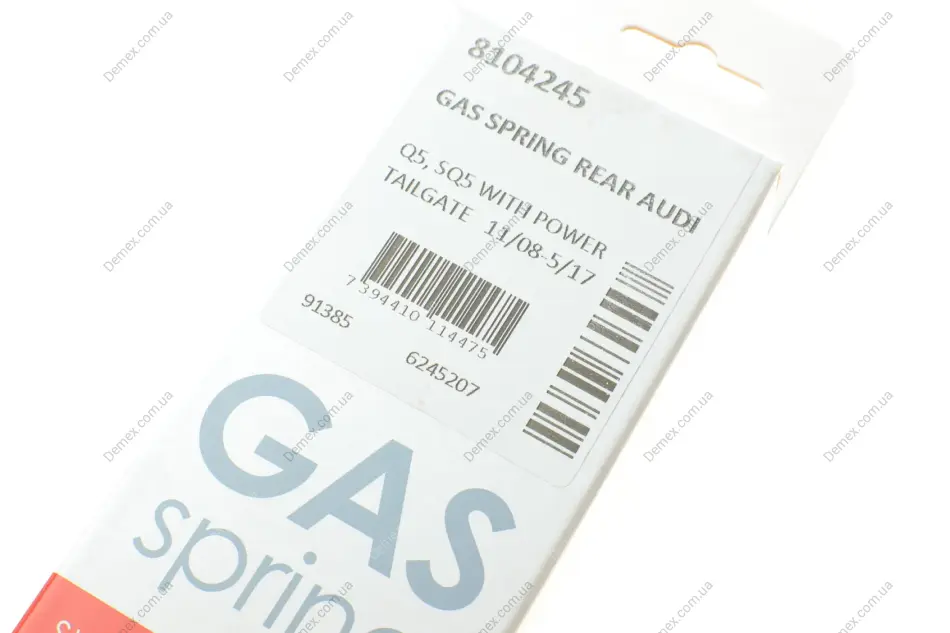 8104245
GAS SPRING REAR AUDI
Q5, SQ5 WITH POWER
TAILGATE 11/08-5/17
7 394410 114475
91385
6245207
GAS
spring
Demex.com.ua